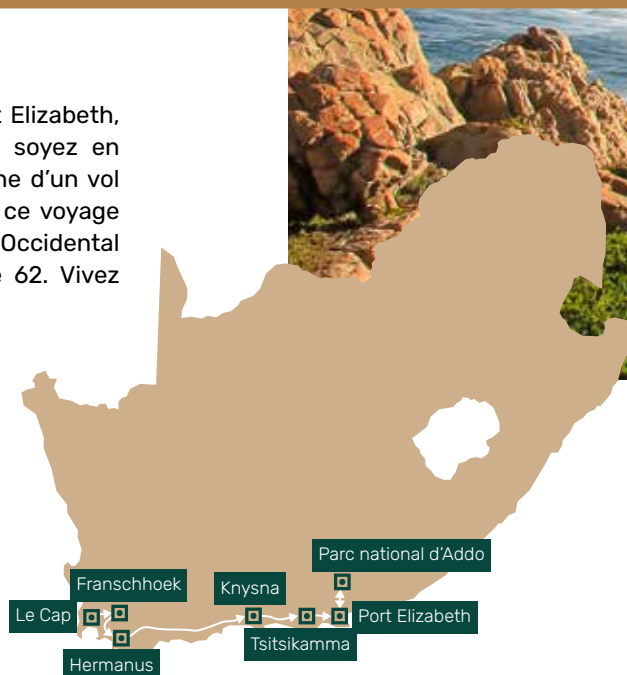 Elizabeth,
soyez en
d'un vol
ce voyage
Occidental
62. Vivez
Parc national d'Addo
Franschhoek
Knysna
Le Cap
Port Elizabeth
Tsitsikamma
Hermanus